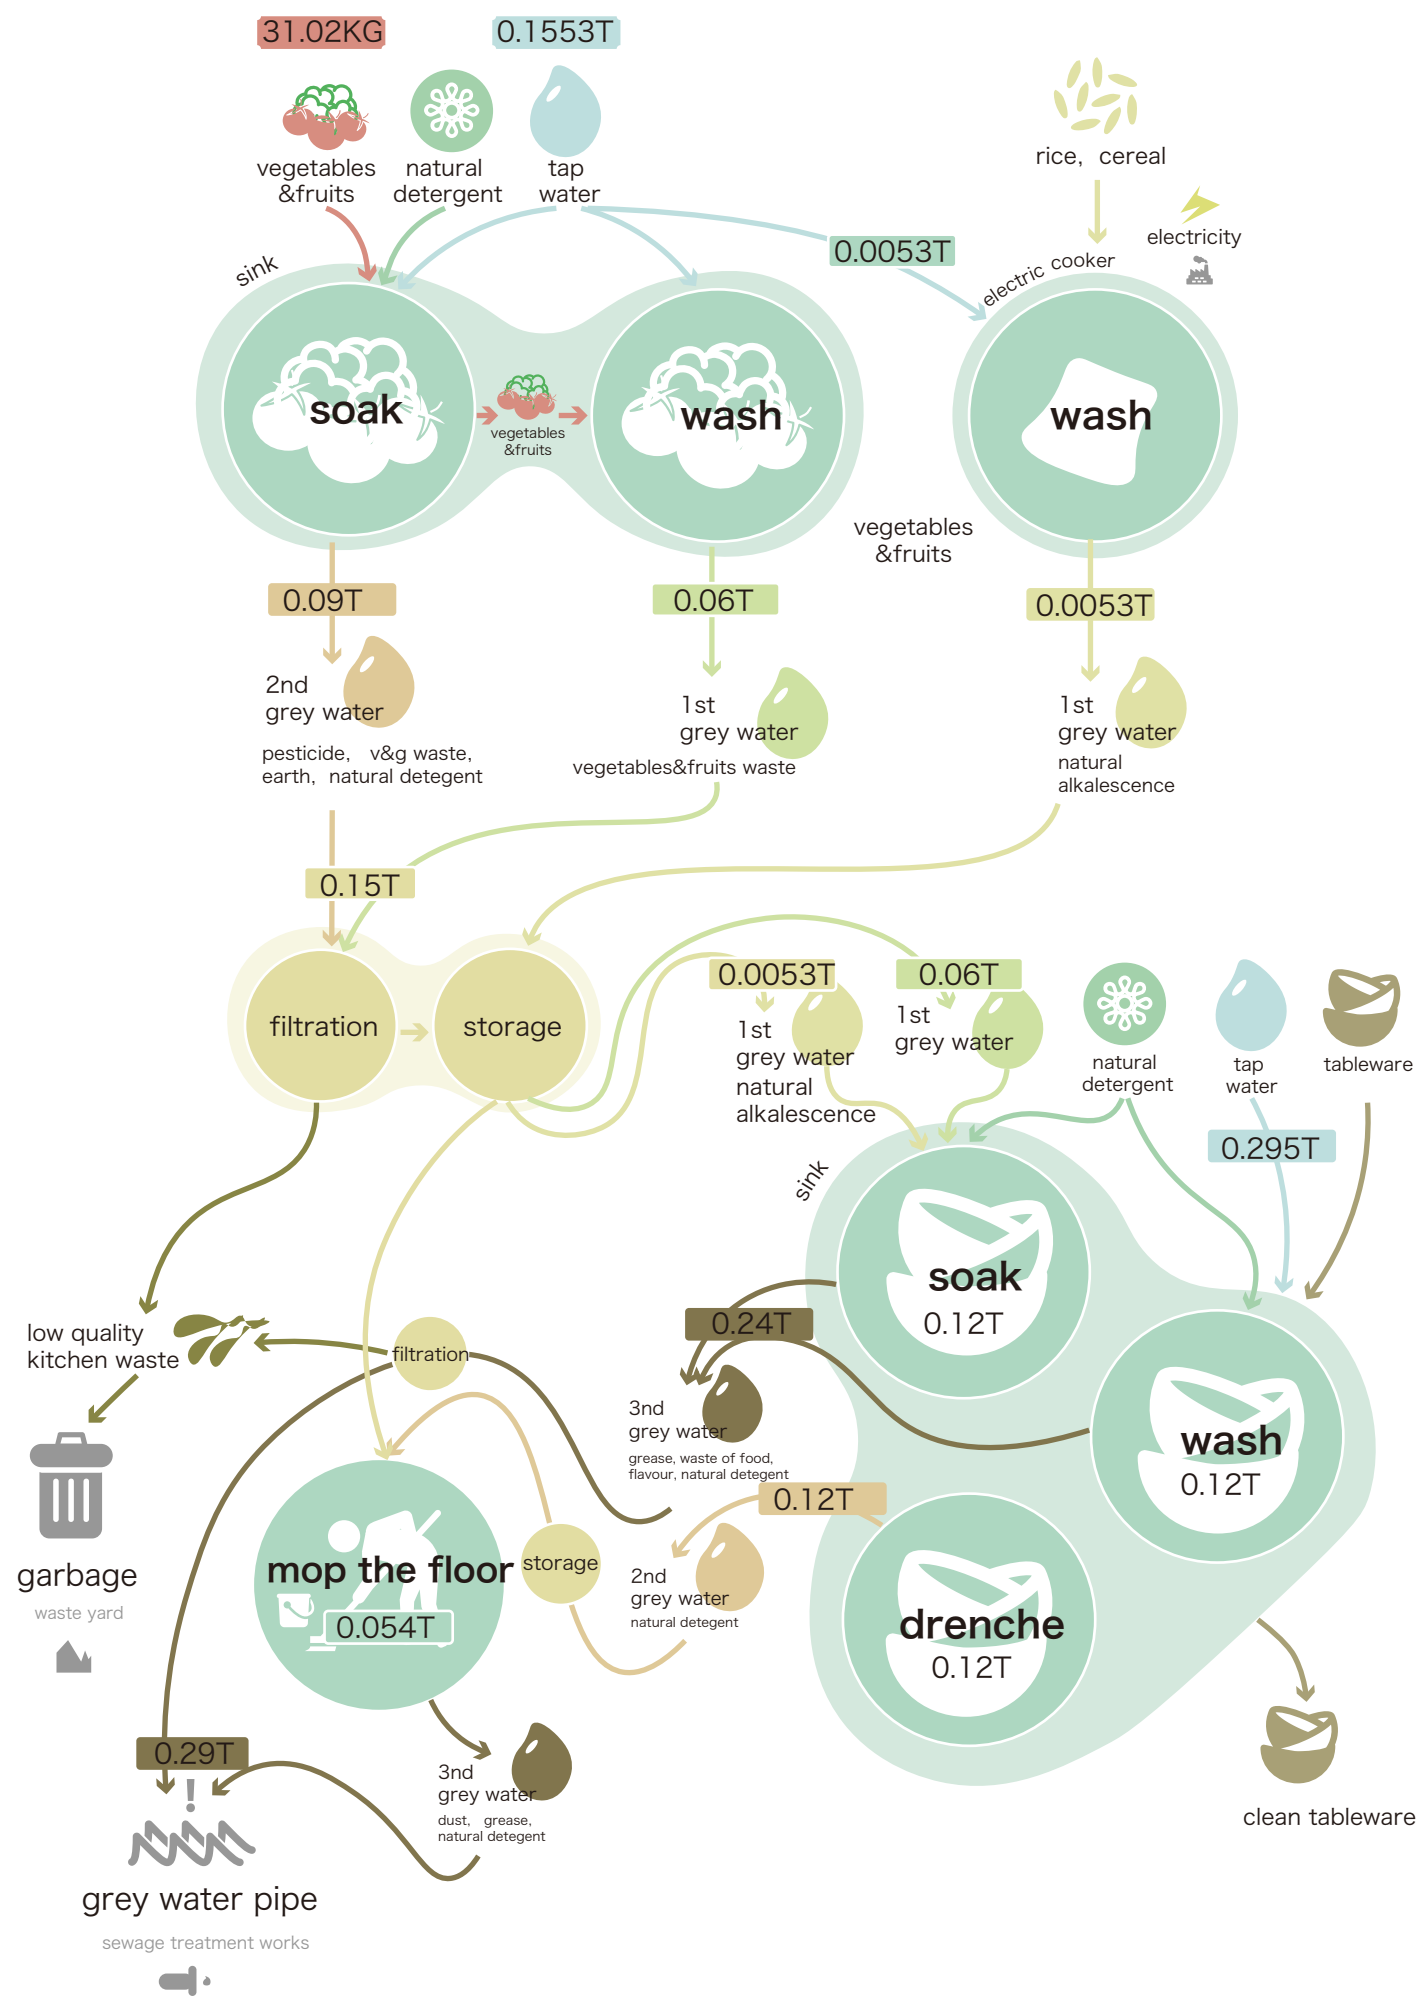 31.02KG
0.1553T
vegetables
&fruits
natural
detergent
tap
water
rice, cereal
electricity
0.0053T
sink
electric cooker
soak
vegetables
&fruits
wash
wash
vegetables
&fruits
0.09T
0.06T
0.0053T
2nd
grey water
pesticide, v&g waste,
earth, natural detegent
1st
grey water
vegetables&fruits waste
1st
grey water
natural
alkalescence
0.15T
filtration
storage
0.0053T
1st
grey water
natural
alkalescence
0.06T
1st
grey water
natural
detergent
tap
water
tableware
0.295T
sink
soak
0.12T
low quality
kitchen waste
filtration
0.24T
3nd
grey water
grease, waste of food,
flavour, natural detegent
wash
0.12T
0.12T
garbage
waste yard
mop the floor
0.054T
storage
2nd
grey water
natural detegent
drenche
0.12T
0.29T
3nd
grey water
dust, grease,
natural detegent
clean tableware
!
grey water pipe
sewage treatment works